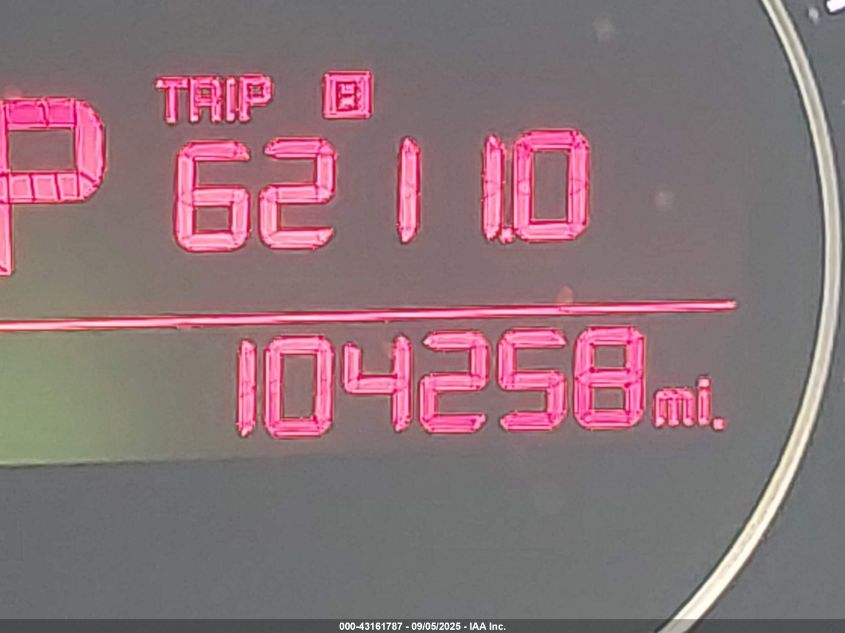 TRIP B
P
6211.0
104258 mi.
000-43161787 - 09/05/2025 - IAA Inc.